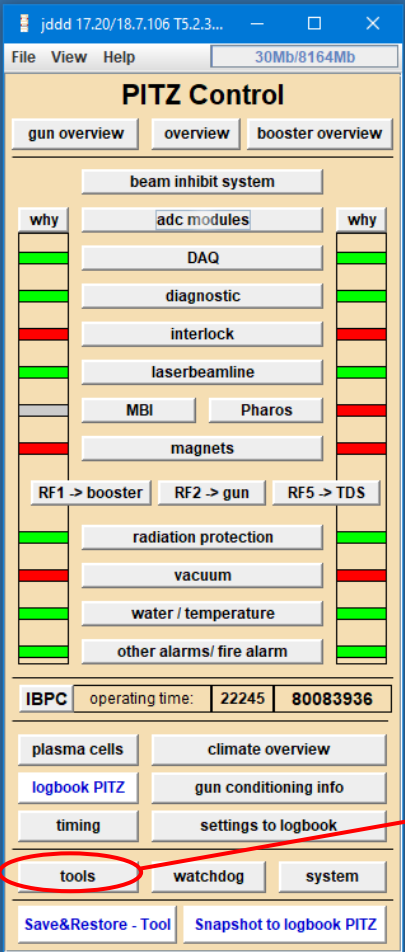 jddd 17.20/18.7.106 T5.2.3...
File View Help 30Mb/8164Mb
PITZ Control
gun overview overview booster overview
beam inhibit system
why adc modules why
DAQ
diagnostic
interlock
laserbeamline
MBI Pharos
magnets
RF1 -> booster RF2 -> gun RF5 -> TDS
radiation protection
vacuum
water / temperature
other alarms/ fire alarm
IBPC operating time: 22245 80083936
plasma cells climate overview
logbook PITZ gun conditioning info
timing settings to logbook
tools watchdog system
Save&Restore - Tool Snapshot to logbook PITZ